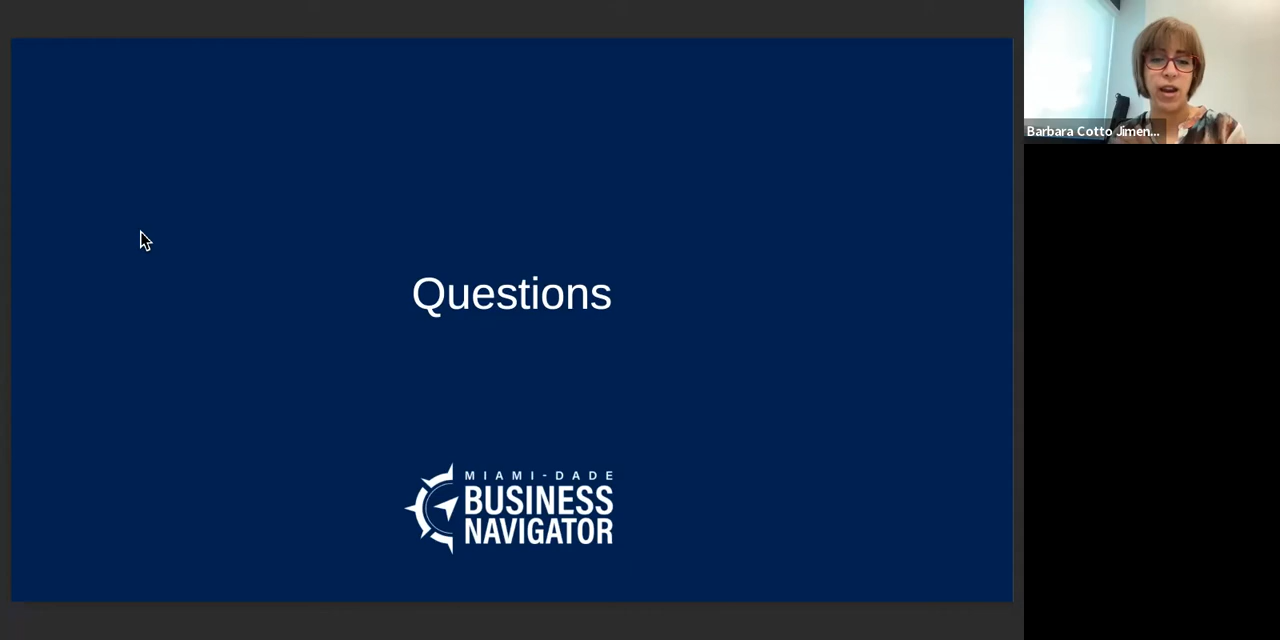 Questions
MIAMI-DADE
BUSINESS
NAVIGATOR
Barbara Cotto Jimen...